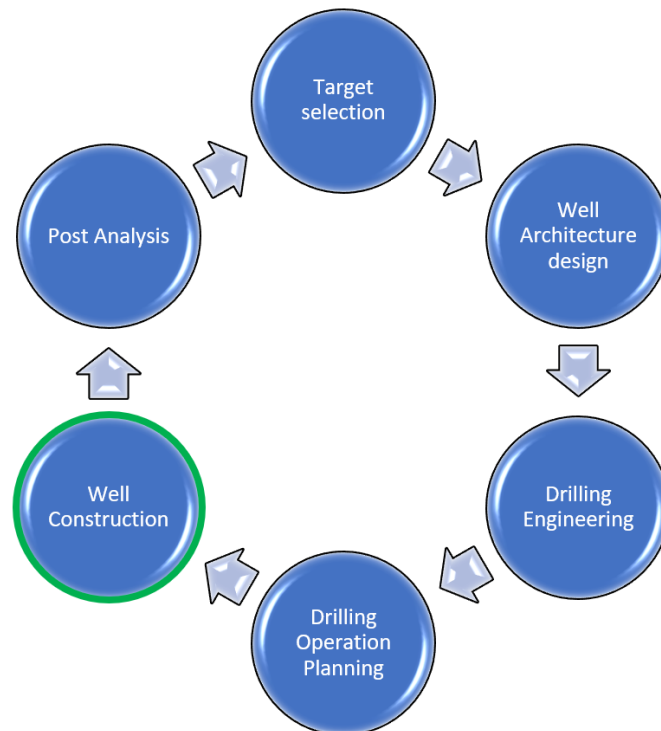 Target
selection
Well
Architecture
design
Drilling
Engineering
Drilling
Operation
Planning
Well
Construction
Post Analysis